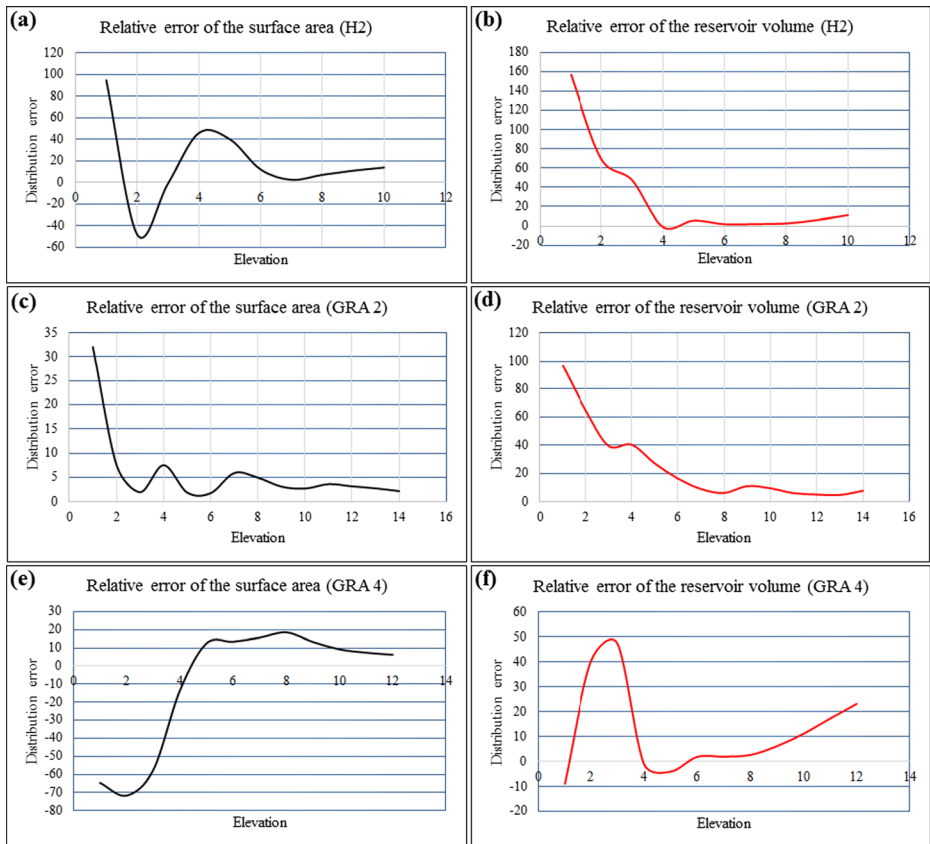 (a)
Relative error of the surface area (H2)
120
100
80
60
40
20
0
-20
-40
-60
0 2 4 6 8 10 12
Distribution error
Elevation
(b)
Relative error of the reservoir volume (H2)
180
160
140
120
100
80
60
40
20
0
-20
0 2 4 6 8 10 12
Distribution error
Elevation
(c)
Relative error of the surface area (GRA 2)
35
30
25
20
15
10
5
0
0 2 4 6 8 10 12 14 16
Distribution error
Elevation
(d)
Relative error of the reservoir volume (GRA 2)
120
100
80
60
40
20
0
0 2 4 6 8 10 12 14 16
Distribution error
Elevation
(e)
Relative error of the surface area (GRA 4)
30
20
10
0
-10
-20
-30
-40
-50
-60
-70
-80
0 2 4 6 8 10 12 14
Distribution error
Elevation
(f)
Relative error of the reservoir volume (GRA 4)
60
50
40
30
20
10
0
-10
-20
0 2 4 6 8 10 12 14
Distribution error
Elevation